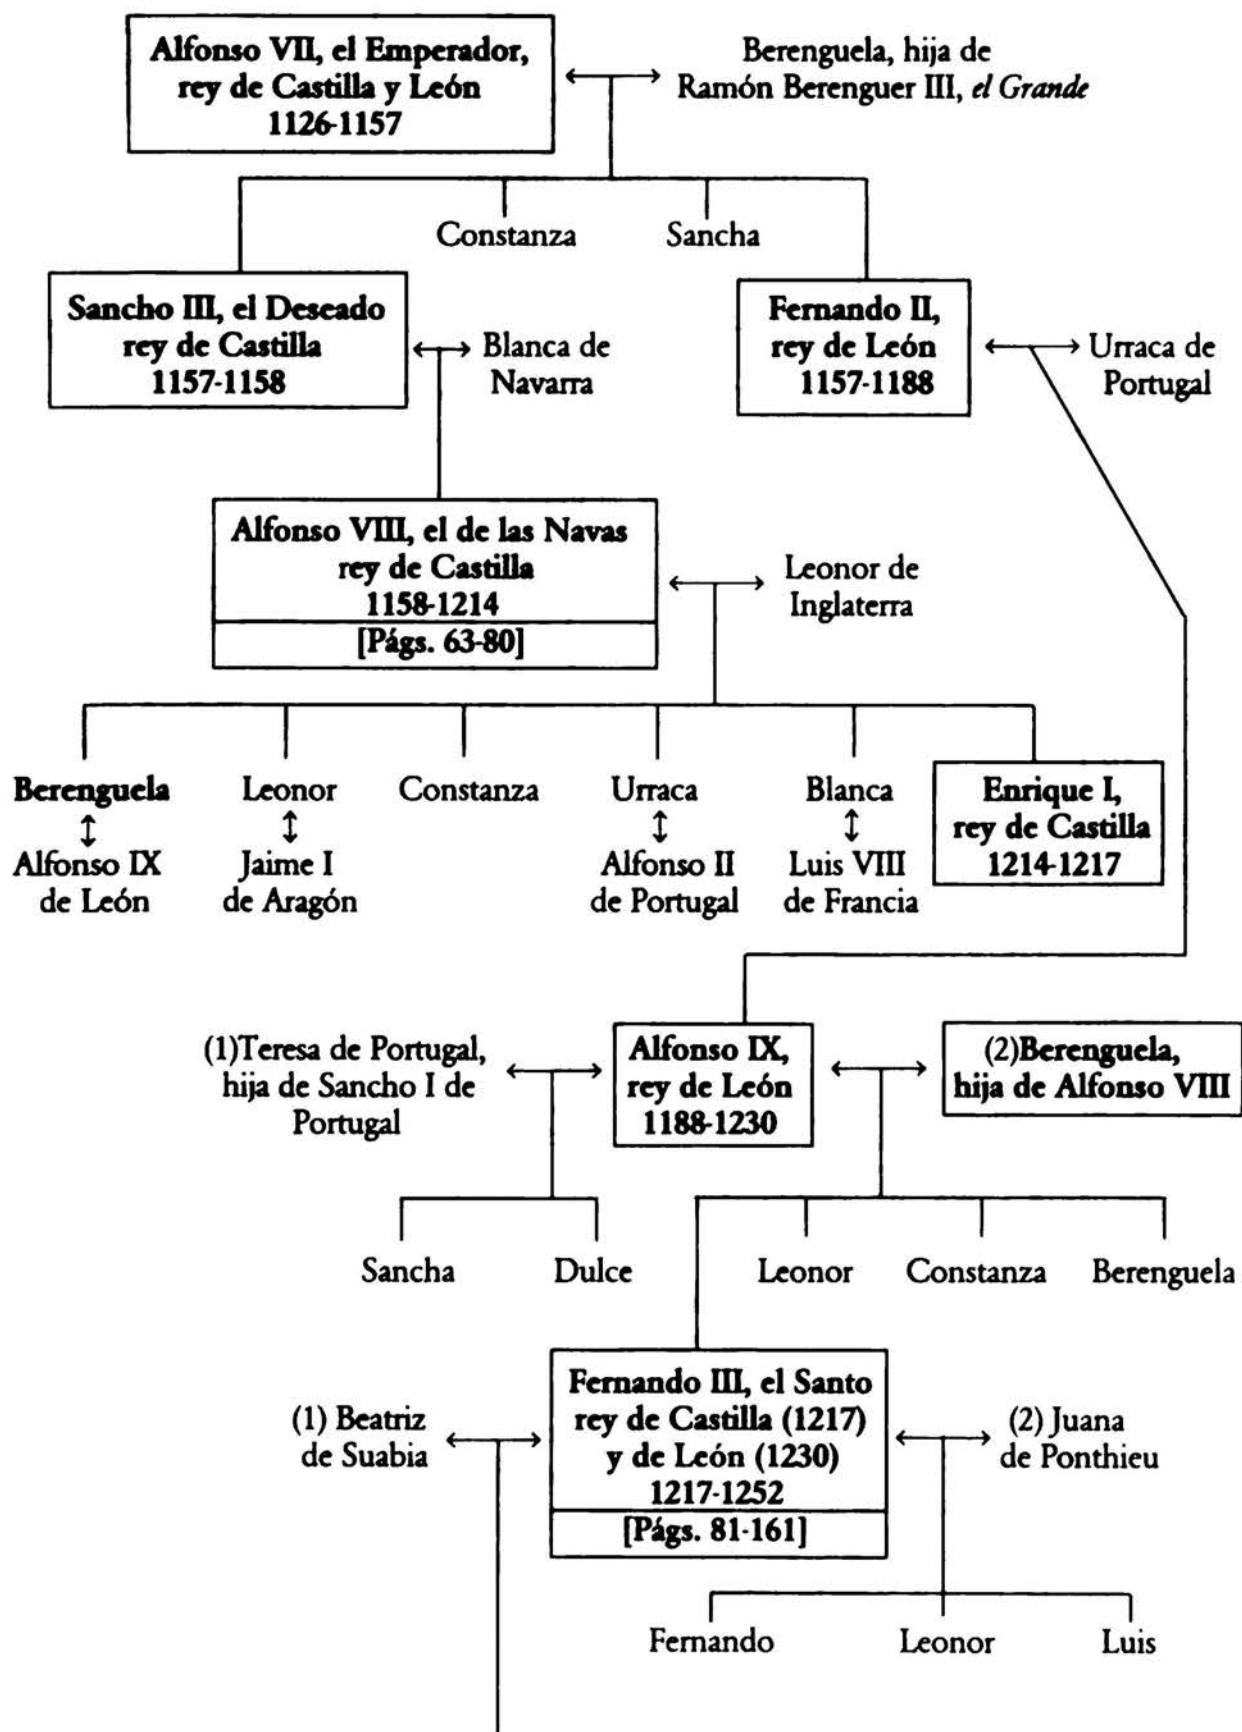 Alfonso VII, el Emperador,
rey de Castilla y León
1126-1157
Berenguela, hija de
Ramón Berenguer III, el Grande
Constanza
Sancha
Sancho III, el Deseado
rey de Castilla
1157-1158
Blanca de
Navarra
Fernando II,
rey de León
1157-1188
Urraca de
Portugal
Alfonso VIII, el de las Navas
rey de Castilla
1158-1214
[Págs. 63-80]
Leonor de
Inglaterra
Berenguela
Alfonso IX
de León
Leonor
Jaime I
de Aragón
Constanza
Urraca
Alfonso II
de Portugal
Blanca
Luis VIII
de Francia
Enrique I,
rey de Castilla
1214-1217
(1)Teresa de Portugal,
hija de Sancho I de
Portugal
Alfonso IX,
rey de León
1188-1230
(2)Berenguela,
hija de Alfonso VIII
Sancha
Dulce
Leonor
Constanza
Berenguela
(1) Beatriz
de Suabia
Fernando III, el Santo
rey de Castilla (1217)
y de León (1230)
1217-1252
[Págs. 81-161]
(2) Juana
de Ponthieu
Fernando
Leonor
Luis